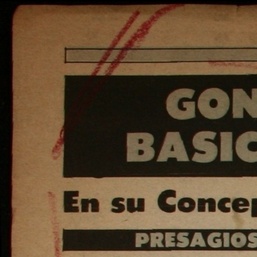 GON
BASIC
En su Concep
PRESAGIOS